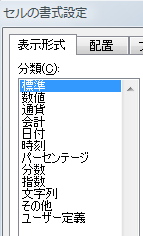 セルの書式設定
表示形式 配置
分類(C):
標準
数値
通貨
会計
日付
時刻
パーセンテージ
分数
指数
文字列
その他
ユーザー定義